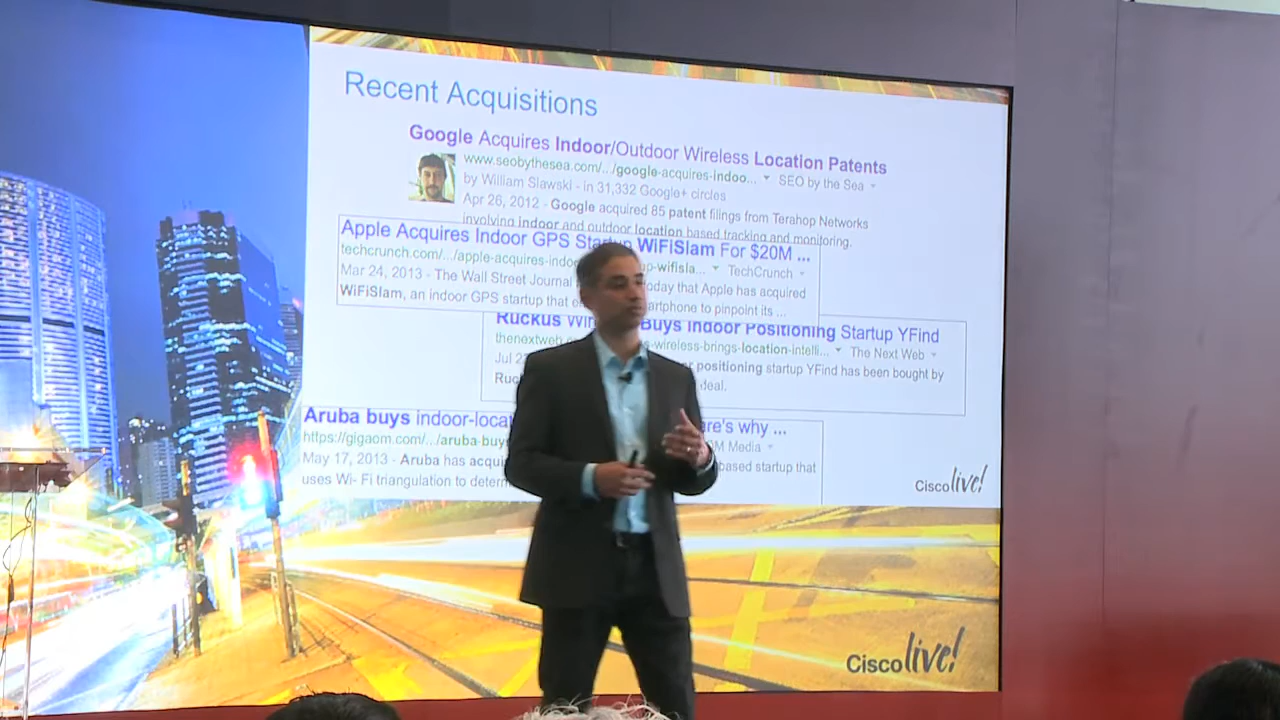 Recent Acquisitions
Google Acquires Indoor/Outdoor Wireless Location Patents
www.seobythesea.com/.../google-acquires-indoo... SEO by the Sea
by William Slawski - in 31,332 Google+ circles
Apr 26, 2012 - Google acquired 85 patent filings from Terahop Networks
involving indoor and outdoor location based tracking and monitoring.
Apple Acquires Indoor GPS Startup WiFiSlam For $20M ...
techcrunch.com/.../apple-acquires-indo up-wifisla... TechCrunch
Mar 24, 2013 - The Wall Street Journal today that Apple has acquired
WiFiSlam, an indoor GPS startup that smartphone to pinpoint its ...
Ruckus Buys Indoor Positioning Startup YFind
thenextweb s-wireless-brings-location-intelli... The Next Web
Jul positioning startup YFind has been bought by
Ruc deal.
Aruba buys indoor-locat are's why ...
https://gigaom.com/.../aruba-buys M Media
May 17, 2013 - Aruba has acqui based startup that
uses Wi-Fi triangulation to determ
Cisco live!
Cisco live!